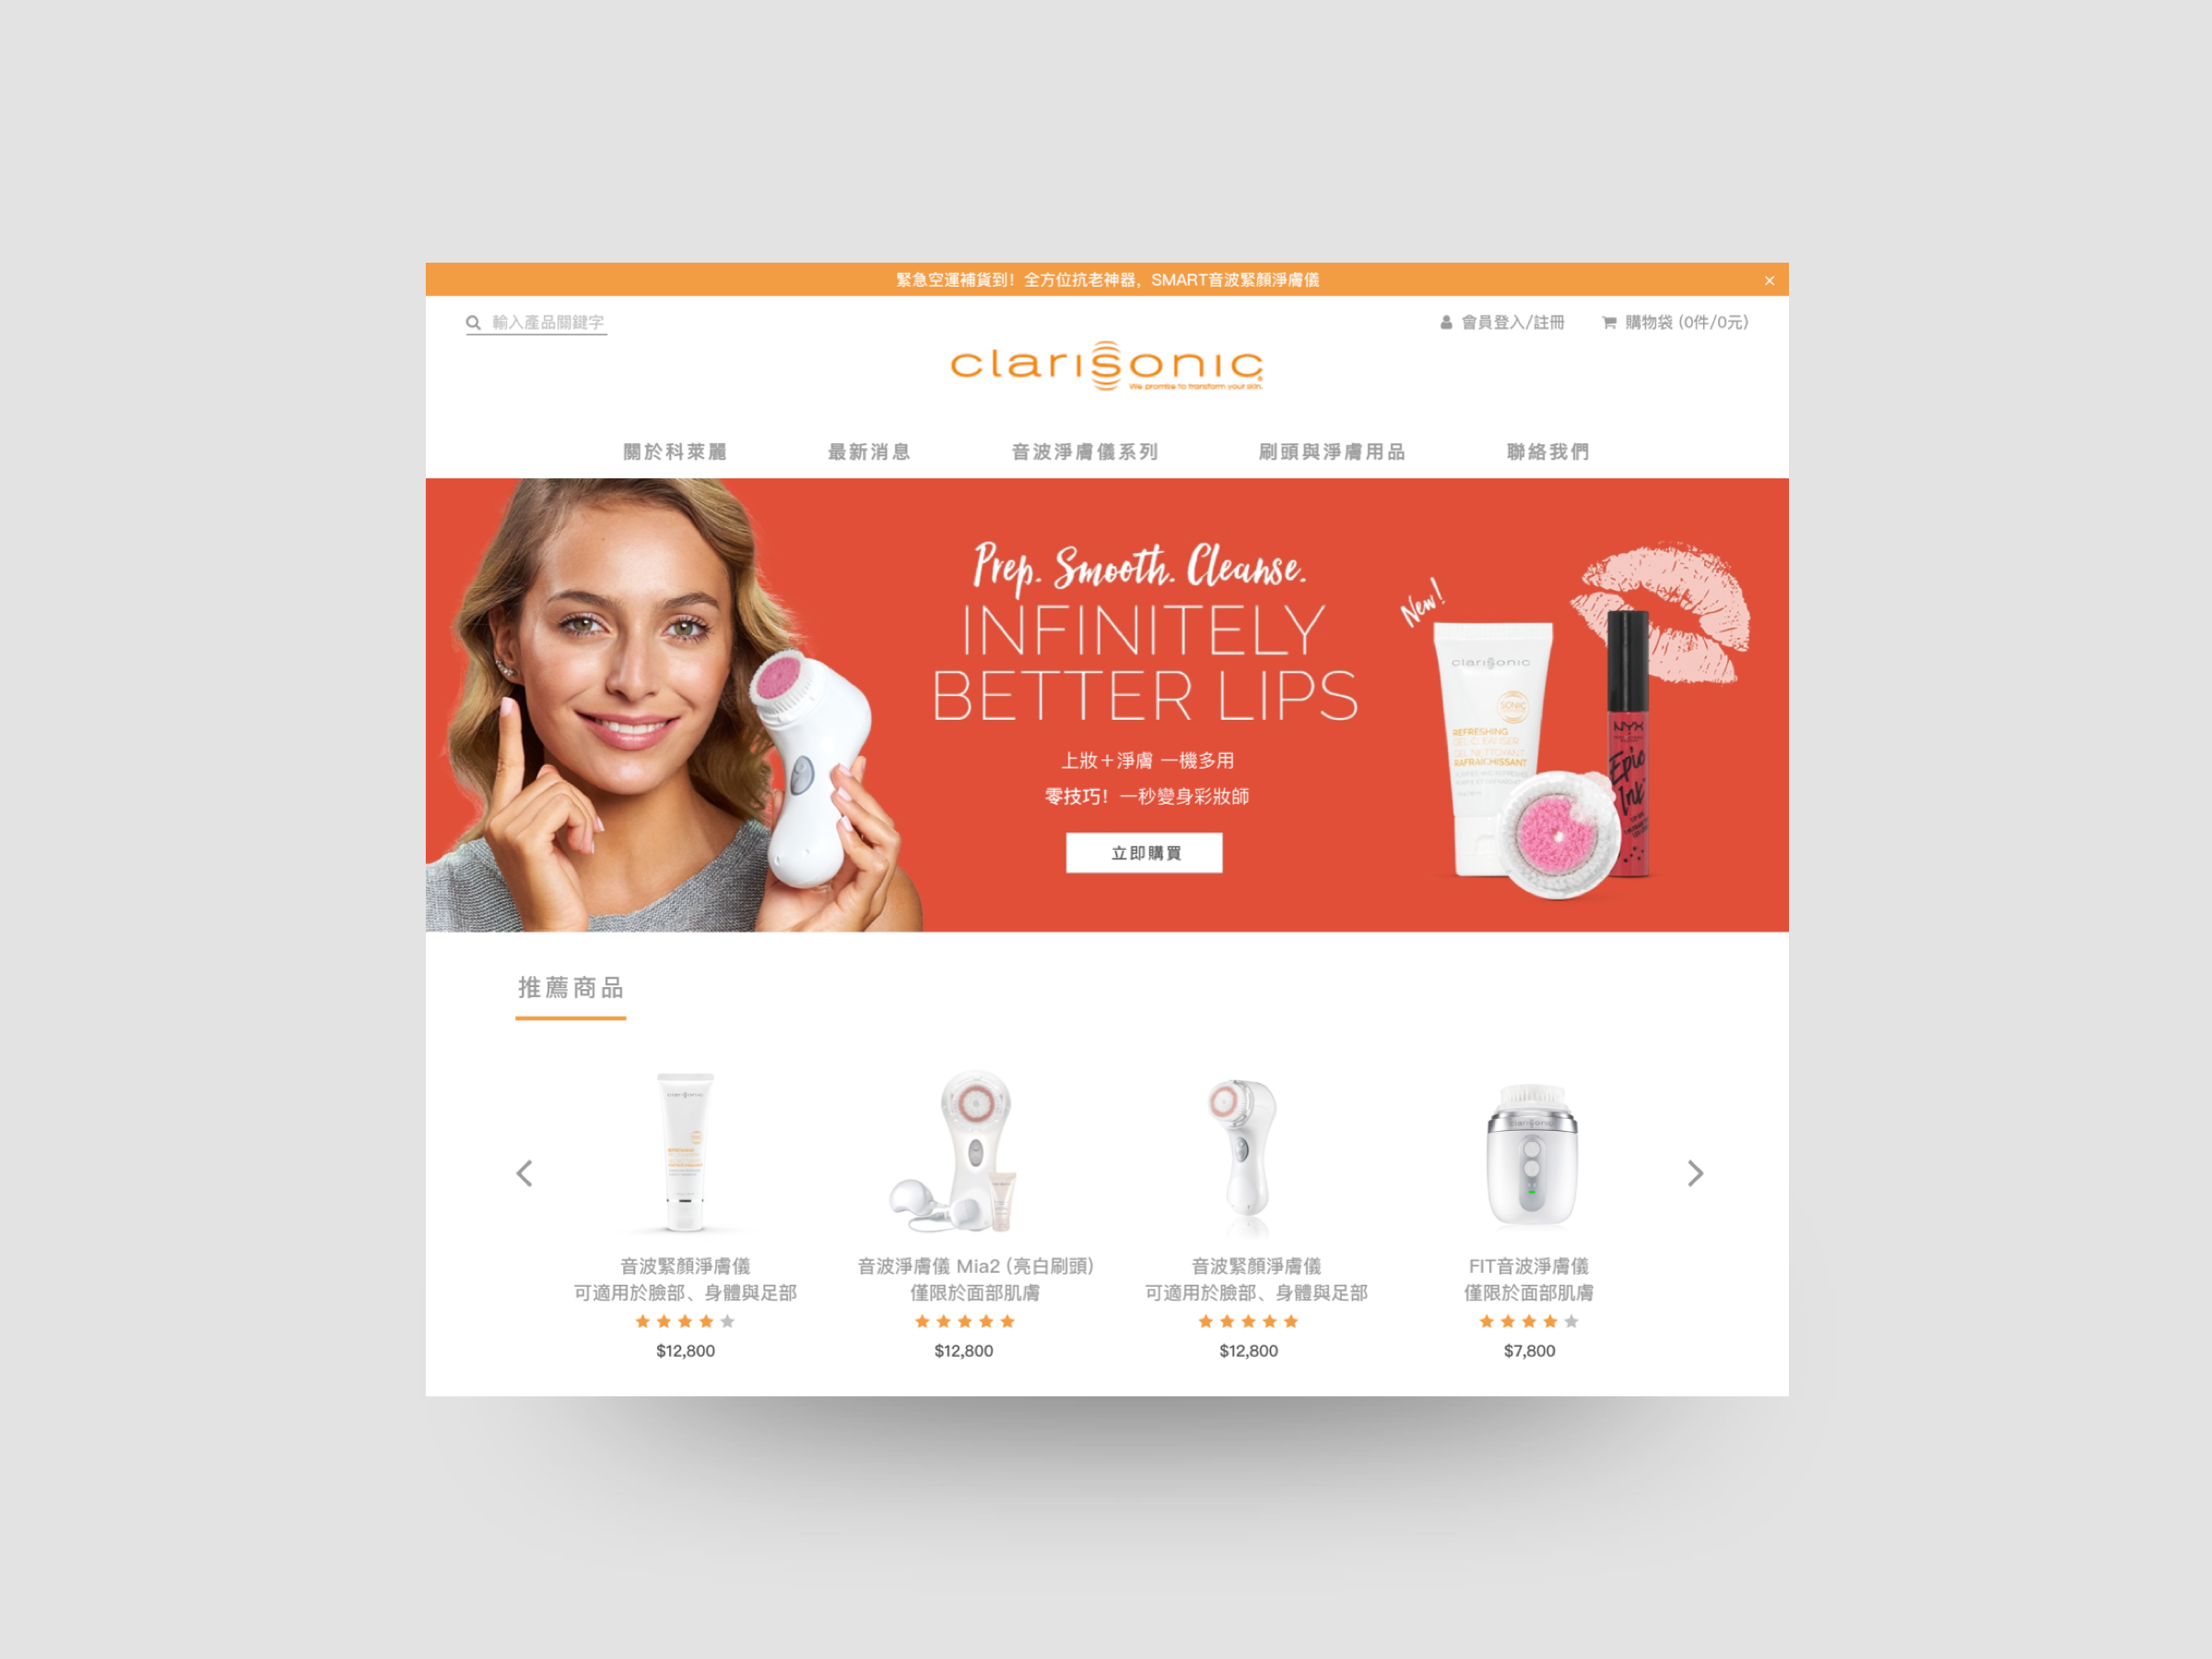 緊急空運補貨到！全方位抗老神器，SMART音波緊顏淨膚儀
輸入產品關鍵字
會員登入/註冊
購物袋 (0件/0元)
clarisonic
We promise to transform your skin.
關於科萊麗
最新消息
音波淨膚儀系列
刷頭與淨膚用品
聯絡我們
Prep. Smooth. Cleanse.
INFINITELY
BETTER LIPS
上妝＋淨膚 一機多用
零技巧！一秒變身彩妝師
立即購買
New!
clarisonic
SONIC
REFRESHING
GEL CLEANSER
GEL NETTOYANT
RAFRAICHISSANT
NYX
Epic
Ink
推薦商品
clarisonic
音波緊顏淨膚儀
可適用於臉部、身體與足部
$12,800
音波淨膚儀 Mia2 (亮白刷頭)
僅限於面部肌膚
$12,800
音波緊顏淨膚儀
可適用於臉部、身體與足部
$12,800
clarisonic
FIT音波淨膚儀
僅限於面部肌膚
$7,800